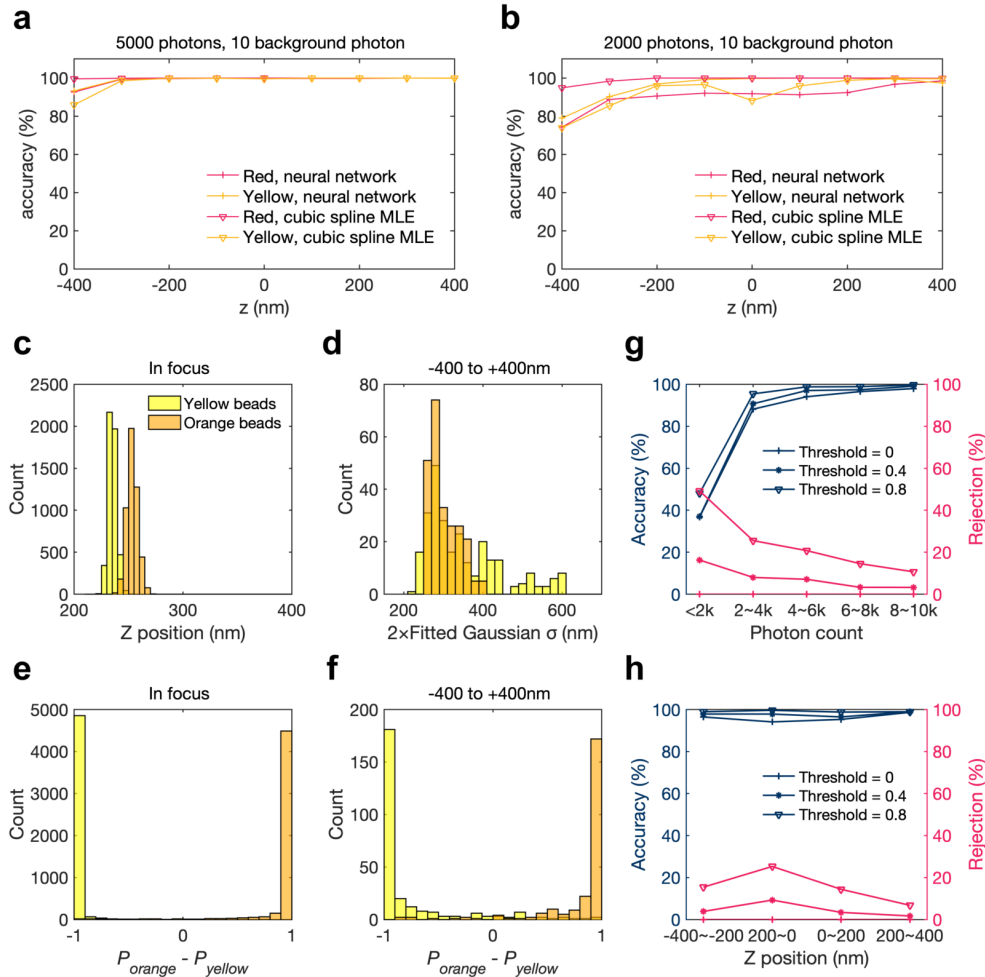 a
5000 photons, 10 background photon
accuracy (%)
100
80
60
40
20
0
Red, neural network
Yellow, neural network
Red, cubic spline MLE
Yellow, cubic spline MLE
-400 -200 0 200 400
z (nm)
b
2000 photons, 10 background photon
accuracy (%)
100
80
60
40
20
0
Red, neural network
Yellow, neural network
Red, cubic spline MLE
Yellow, cubic spline MLE
-400 -200 0 200 400
z (nm)
c
In focus
Count
2500
2000
1500
1000
500
0
Yellow beads
Orange beads
200 300 400
Z position (nm)
d
-400 to +400nm
Count
80
60
40
20
0
200 400 600
2×Fitted Gaussian σ (nm)
g
Accuracy (%)
100
80
60
40
20
0
Threshold = 0
Threshold = 0.4
Threshold = 0.8
Rejection (%)
100
80
60
40
20
0
<2k 2~4k 4~6k 6~8k 8~10k
Photon count
e
In focus
Count
5000
4000
3000
2000
1000
0
-1 0 1
P orange - P yellow
f
-400 to +400nm
Count
200
150
100
50
0
-1 0 1
P orange - P yellow
h
Accuracy (%)
100
80
60
40
20
0
Threshold = 0
Threshold = 0.4
Threshold = 0.8
Rejection (%)
100
80
60
40
20
0
-400~-200 200~0 0~200 200~400
Z position (nm)